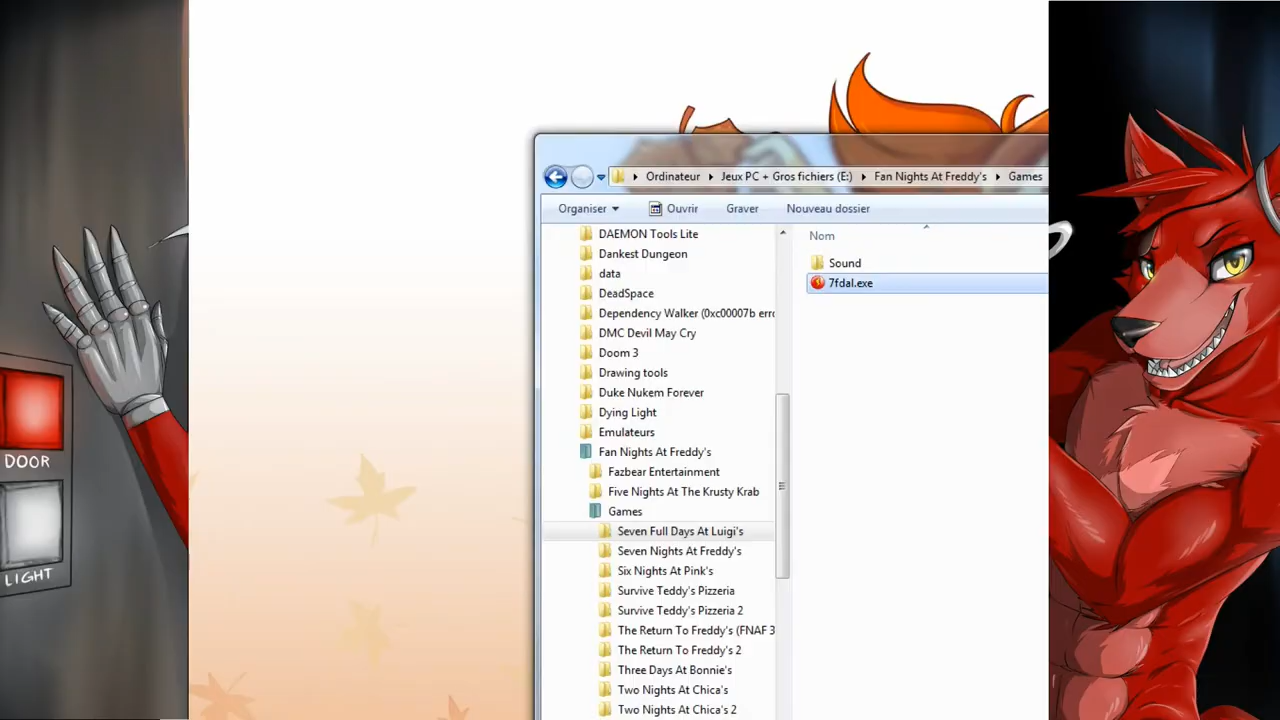 Ordinateur Jeux PC + Gros fichiers (E:) Fan Nights At Freddy's Games
Organiser Ouvrir Graver Nouveau dossier
Nom
Sound
7fdal.exe
DAEMON Tools Lite
Dankest Dungeon
data
DeadSpace
Dependency Walker (0xc00007b erro
DMC Devil May Cry
Doom 3
Drawing tools
Duke Nukem Forever
Dying Light
Emulateurs
Fan Nights At Freddy's
Fazbear Entertainment
Five Nights At The Krusty Krab
Games
Seven Full Days At Luigi's
Seven Nights At Freddy's
Six Nights At Pink's
Survive Teddy's Pizzeria
Survive Teddy's Pizzeria 2
The Return To Freddy's (FNAF 3
The Return To Freddy's 2
Three Days At Bonnie's
Two Nights At Chica's
Two Nights At Chica's 2
DOOR
LIGHT